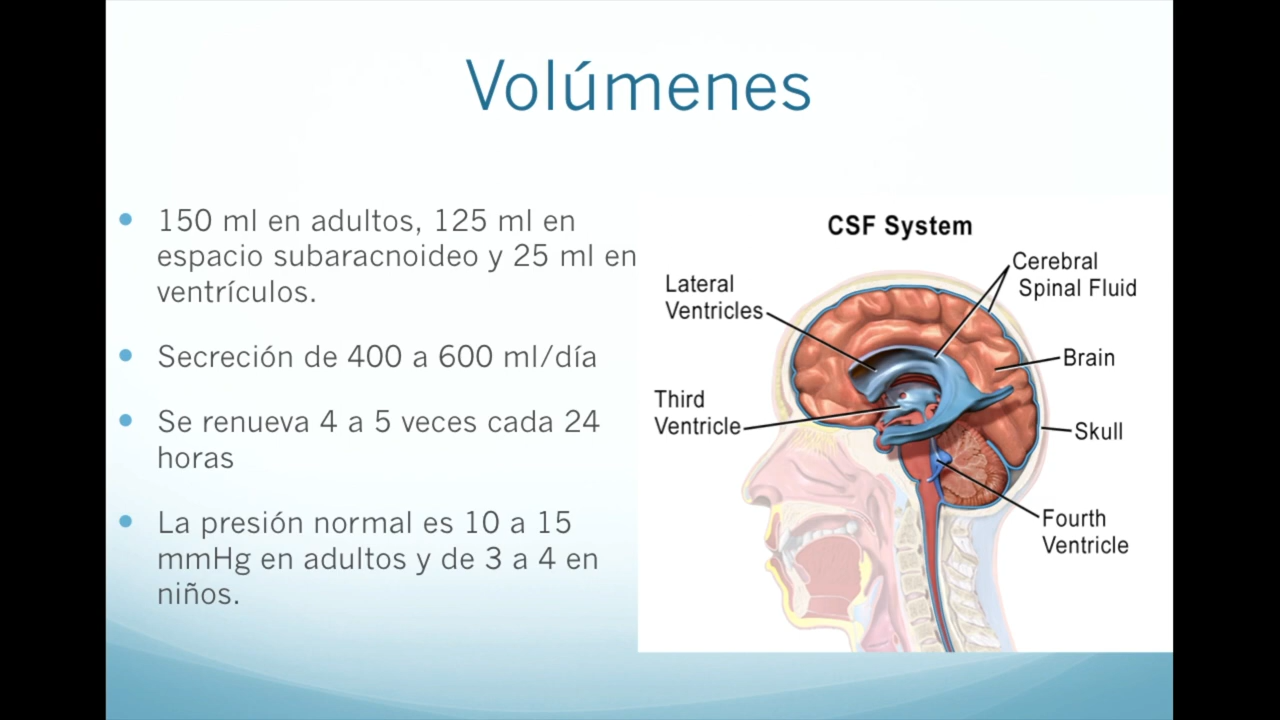 Volúmenes
150 ml en adultos, 125 ml en
espacio subaracnoideo y 25 ml en
ventrículos.
Secreción de 400 a 600 ml/día
Se renueva 4 a 5 veces cada 24
horas
La presión normal es 10 a 15
mmHg en adultos y de 3 a 4 en
niños.
CSF System
Lateral
Ventricles
Cerebral
Spinal Fluid
Brain
Third
Ventricle
Skull
Fourth
Ventricle